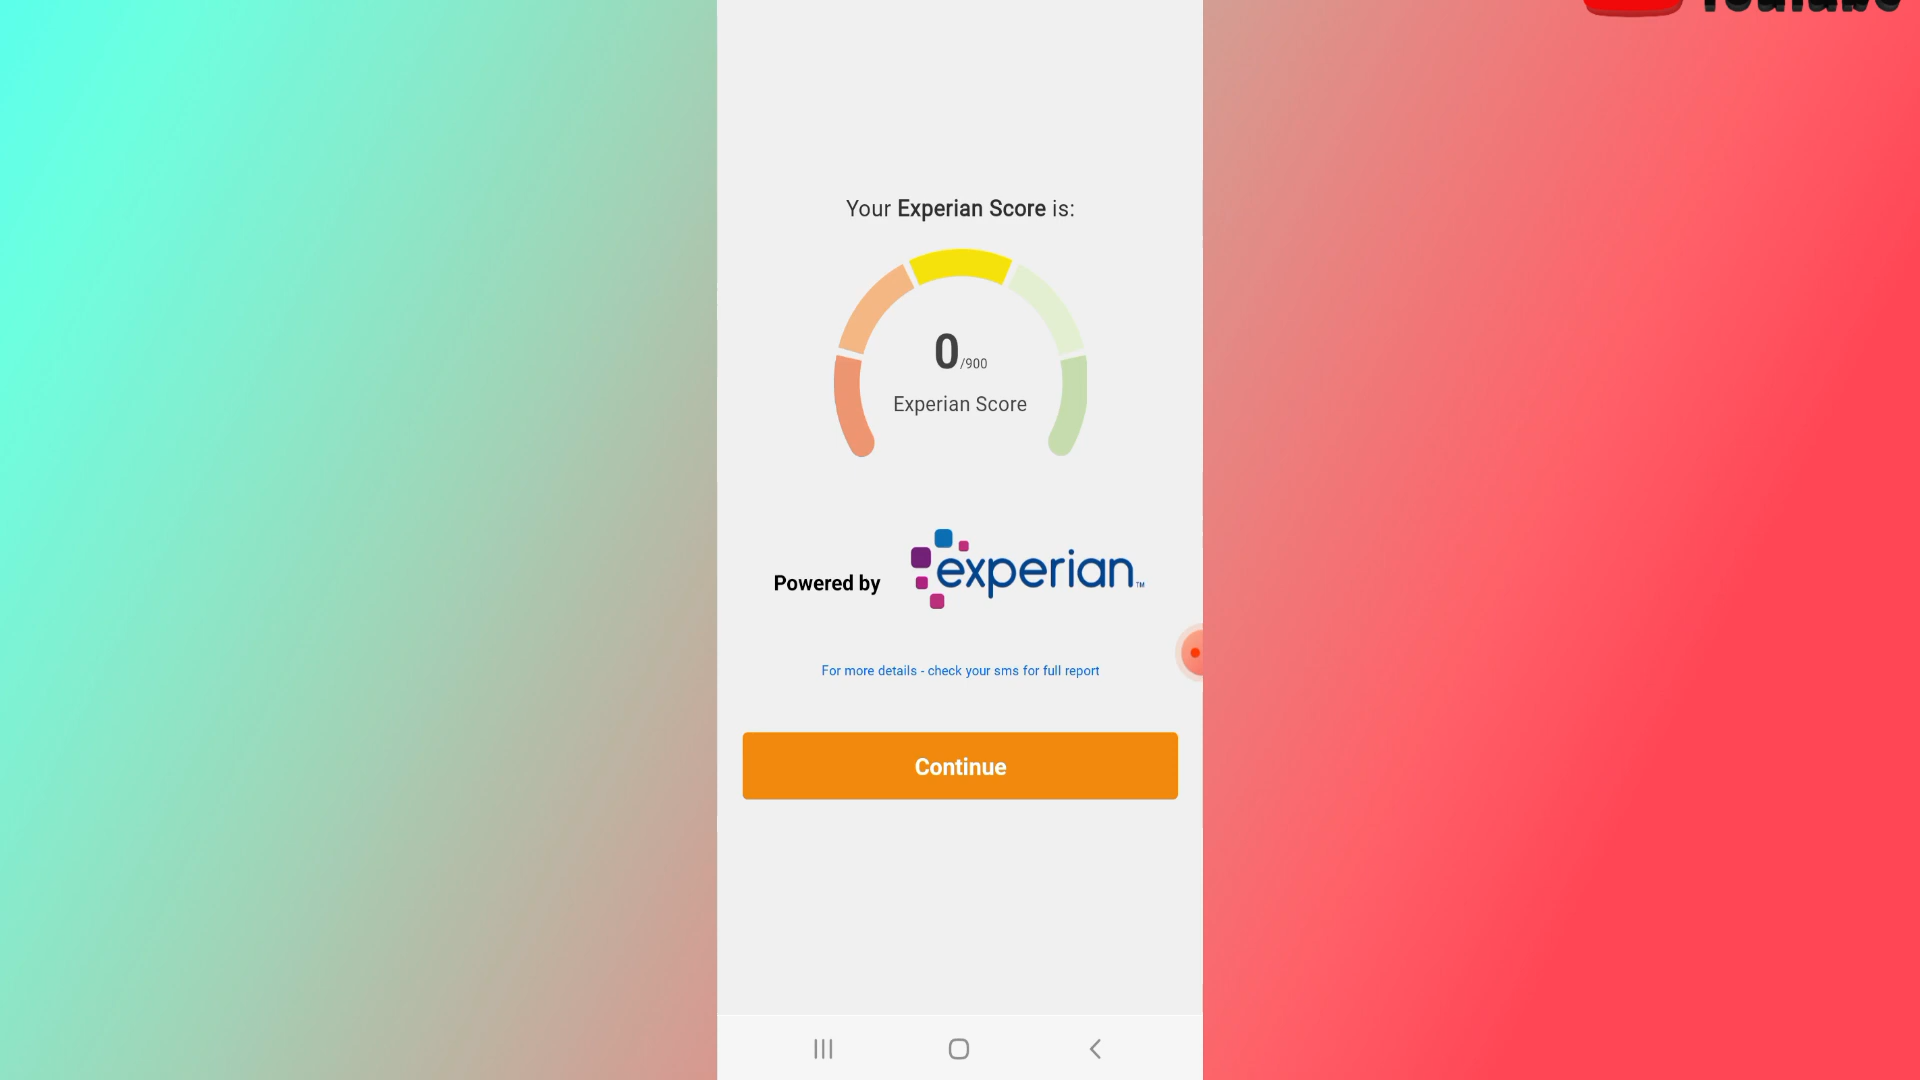 Your Experian Score is:
0/900
Experian Score
Powered by
experian™
For more details - check your sms for full report
Continue